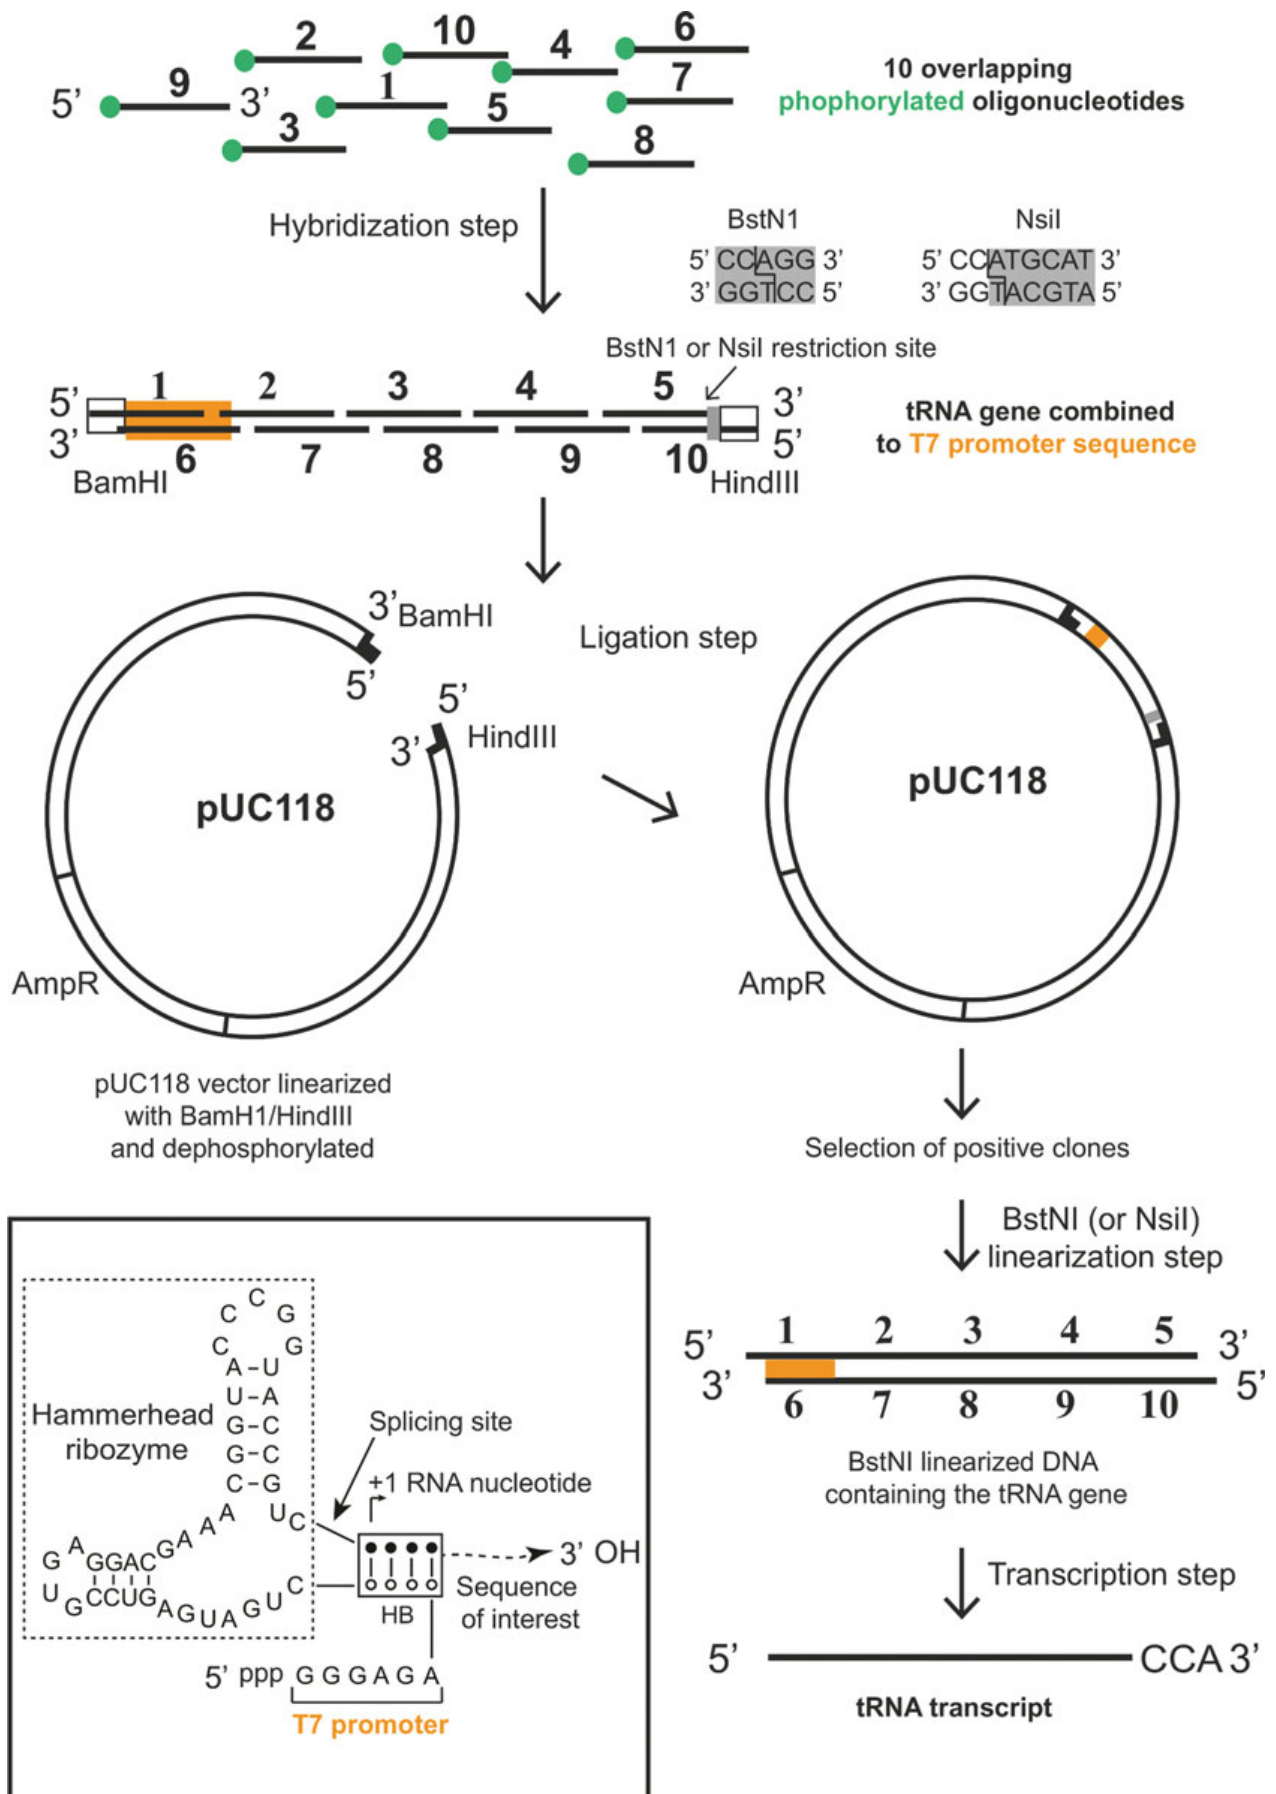 2
10
4
6
10 overlapping
phophorylated oligonucleotides
5’
9
3’
1
7
3
5
8
Hybridization step
BstN1
NsiI
5’ CCAGG 3’
5’ CCATGCAT 3’
3’ GGTCC 5’
3’ GGTACGTA 5’
BstN1 or NsiI restriction site
5’
1
2
3
4
5
3’
3’
6
7
8
9
10
5’
BamHI
HindIII
tRNA gene combined
to T7 promoter sequence
3’
BamHI
5’
Ligation step
5’
3’
HindIII
pUC118
pUC118
AmpR
AmpR
pUC118 vector linearized
with BamH1/HindIII
and dephosphorylated
Selection of positive clones
BstNI (or NsiI)
linearization step
5’
1
2
3
4
5
3’
3’
6
7
8
9
10
5’
BstNI linearized DNA
containing the tRNA gene
Transcription step
5’
CCA 3’
tRNA transcript
C C G
C G
A-U
U-A
G-C
G-C
C-G
Hammerhead
ribozyme
Splicing site
+1 RNA nucleotide
A A A G
U C
G A GGAC
U G CCUG A G U A G U C
3’ OH
HB
Sequence
of interest
5’ ppp G G G A G A
T7 promoter